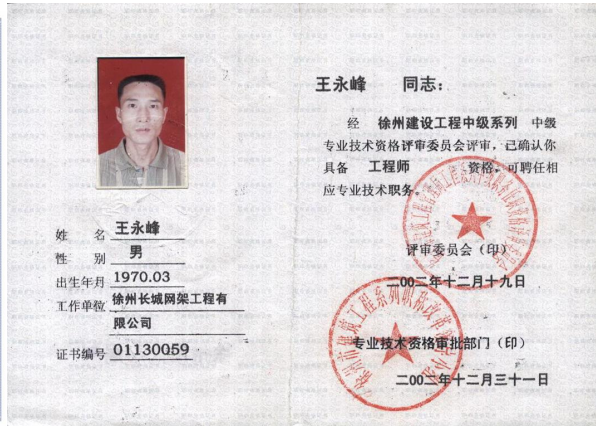 姓 名 王永峰
性 别 男
出生年月 1970.03
工作单位 徐州长城网架工程有
限公司
证书编号 01130059
王永峰 同志：
经 徐州建设工程中级系列 中级
专业技术资格评审委员会评审，已确认你
具备 工程师 资格，可聘任相
应专业技术职务。
评审委员会（印）
二00二年十二月十九日
专业技术资格审批部门（印）
二00二年十二月三十一日